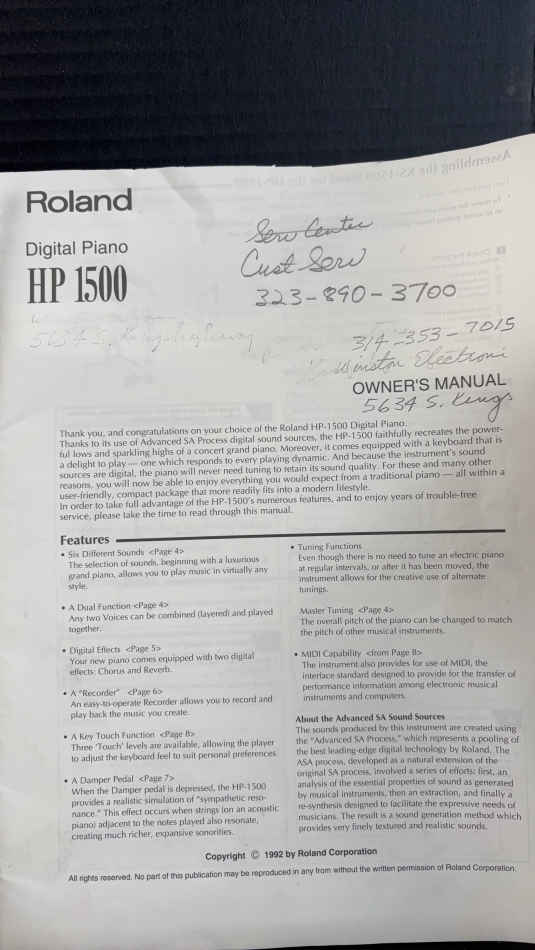 Roland
Digital Piano
HP 1500
Serv Center
Cust Serv
323-890-3700
5634 S. Kingshighway
314-353-7015
Winston Electroni
OWNER'S MANUAL
5634 S. Kings
Thank you, and congratulations on your choice of the Roland HP-1500 Digital Piano.
Thanks to its use of Advanced SA Process digital sound sources, the HP-1500 faithfully recreates the power-
ful lows and sparkling highs of a concert grand piano. Moreover, it comes equipped with a keyboard that is
a delight to play — one which responds to every playing dynamic. And because the instrument's sound
sources are digital, the piano will never need tuning to retain its sound quality. For these and many other
reasons, you will now be able to enjoy everything you would expect from a traditional piano — all within a
user-friendly, compact package that more readily fits into a modern lifestyle.
In order to take full advantage of the HP-1500's numerous features, and to enjoy years of trouble-free
service, please take the time to read through this manual.
Features
• Six Different Sounds <Page 4>
The selection of sounds, beginning with a luxurious
grand piano, allows you to play music in virtually any
style.
• A Dual Function <Page 4>
Any two Voices can be combined (layered) and played
together.
• Digital Effects <Page 5>
Your new piano comes equipped with two digital
effects: Chorus and Reverb.
• A "Recorder" <Page 6>
An easy-to-operate Recorder allows you to record and
play back the music you create.
• A Key Touch Function <Page 8>
Three 'Touch' levels are available, allowing the player
to adjust the keyboard feel to suit personal preferences.
• A Damper Pedal <Page 7>
When the Damper pedal is depressed, the HP-1500
provides a realistic simulation of "sympathetic reso-
nance." This effect occurs when strings (on an acoustic
piano) adjacent to the notes played also resonate,
creating much richer, expansive sonorities.
• Tuning Functions
Even though there is no need to tune an electric piano
at regular intervals, or after it has been moved, the
instrument allows for the creative use of alternate
tunings.
Master Tuning <Page 4>
The overall pitch of the piano can be changed to match
the pitch of other musical instruments.
• MIDI Capability <from Page 8>
The instrument also provides for use of MIDI, the
interface standard designed to provide for the transfer of
performance information among electronic musical
instruments and computers.
About the Advanced SA Sound Sources
The sounds produced by this instrument are created using
the "Advanced SA Process," which represents a pooling of
the best leading-edge digital technology by Roland. The
ASA process, developed as a natural extension of the
original SA process, involved a series of efforts: first, an
analysis of the essential properties of sound as generated
by musical instruments, then an extraction, and finally a
re-synthesis designed to facilitate the expressive needs of
musicians. The result is a sound generation method which
provides very finely textured and realistic sounds.
Copyright © 1992 by Roland Corporation
All rights reserved. No part of this publication may be reproduced in any from without the written permission of Roland Corporation.